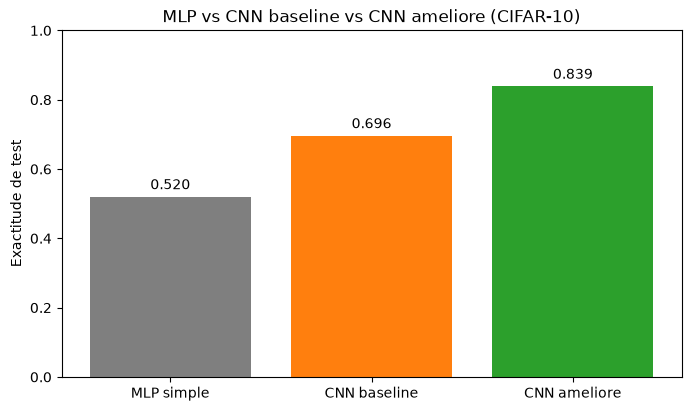 MLP vs CNN baseline vs CNN ameliore (CIFAR-10)
1.0
0.8
0.6
0.4
0.2
0.0
Exactitude de test
0.520
0.696
0.839
MLP simple
CNN baseline
CNN ameliore